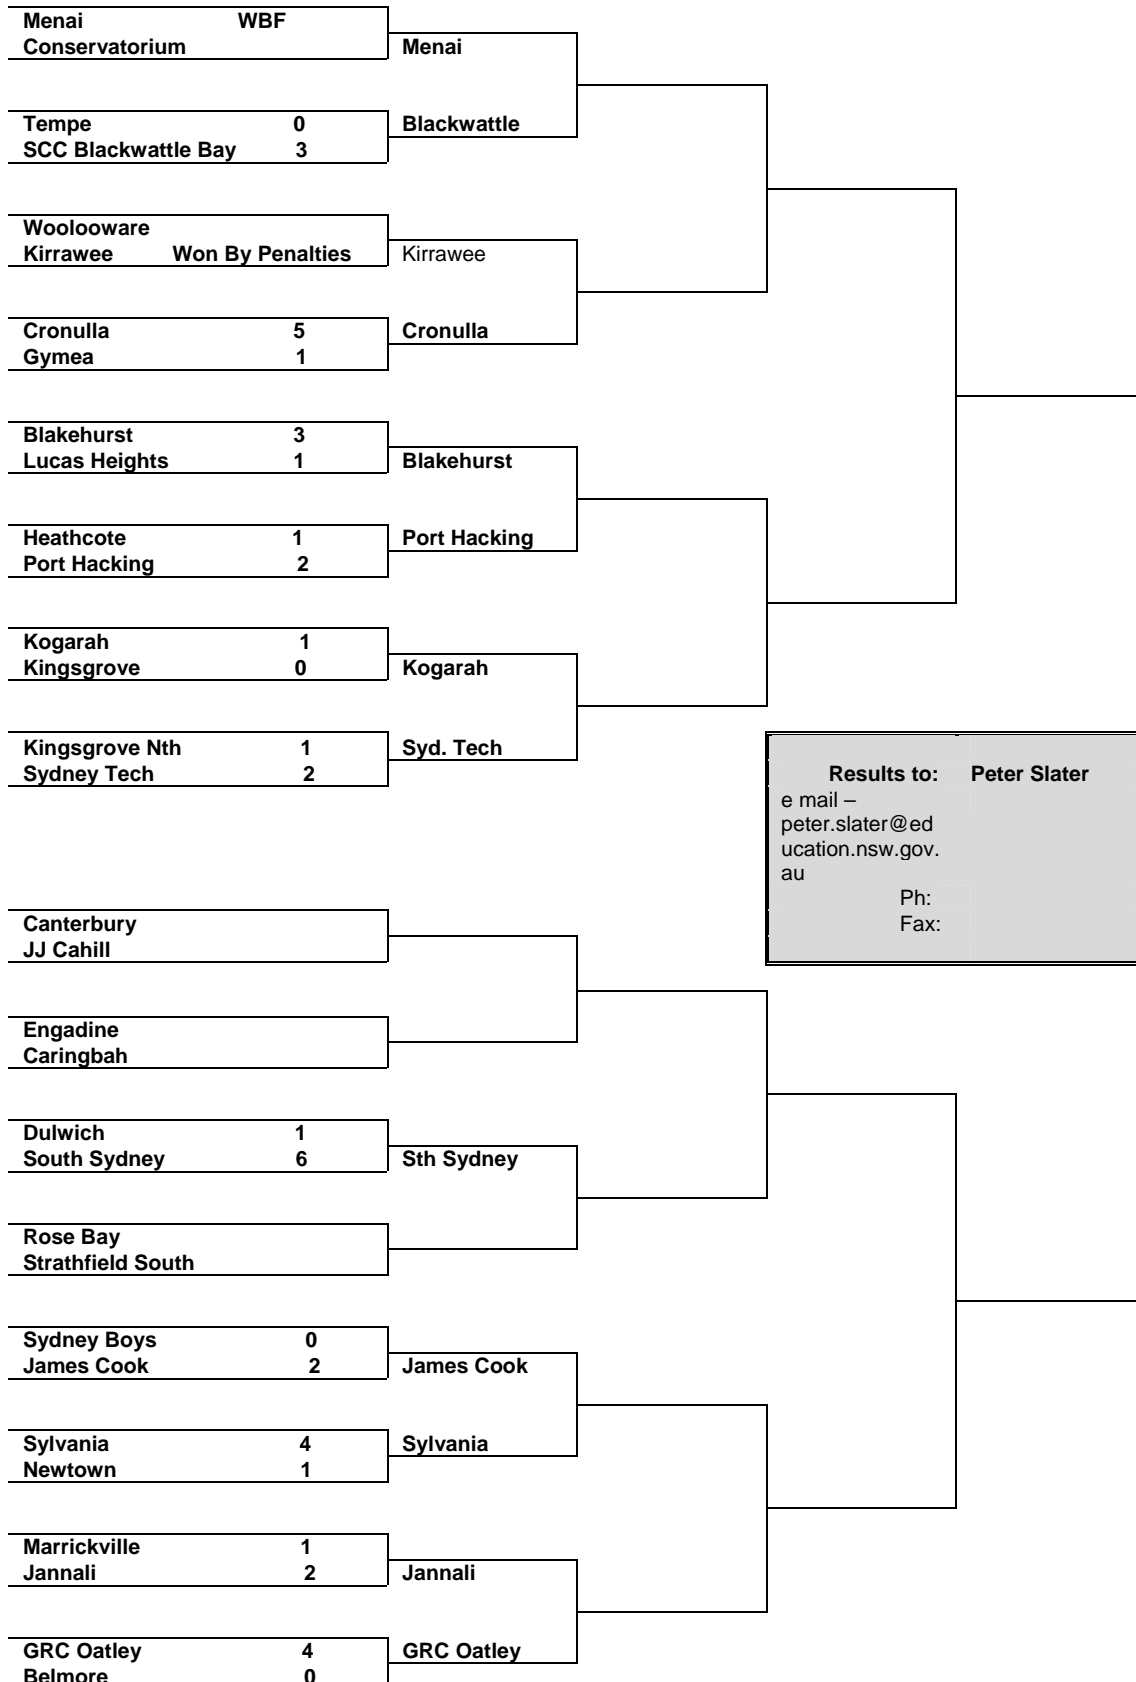 Menai WBF
Conservatorium
Menai
Tempe 0
SCC Blackwattle Bay 3
Blackwattle
Woolooware
Kirrawee Won By Penalties
Kirrawee
Cronulla 5
Gymea 1
Cronulla
Blakehurst 3
Lucas Heights 1
Blakehurst
Heathcote 1
Port Hacking 2
Port Hacking
Kogarah 1
Kingsgrove 0
Kogarah
Kingsgrove Nth 1
Sydney Tech 2
Syd. Tech
Results to: Peter Slater
e mail –
peter.slater@ed
ucation.nsw.gov.
au
Ph:
Fax:
Canterbury
JJ Cahill
Engadine
Caringbah
Dulwich 1
South Sydney 6
Sth Sydney
Rose Bay
Strathfield South
Sydney Boys 0
James Cook 2
James Cook
Sylvania 4
Newtown 1
Sylvania
Marrickville 1
Jannali 2
Jannali
GRC Oatley 4
Belmore 0
GRC Oatley